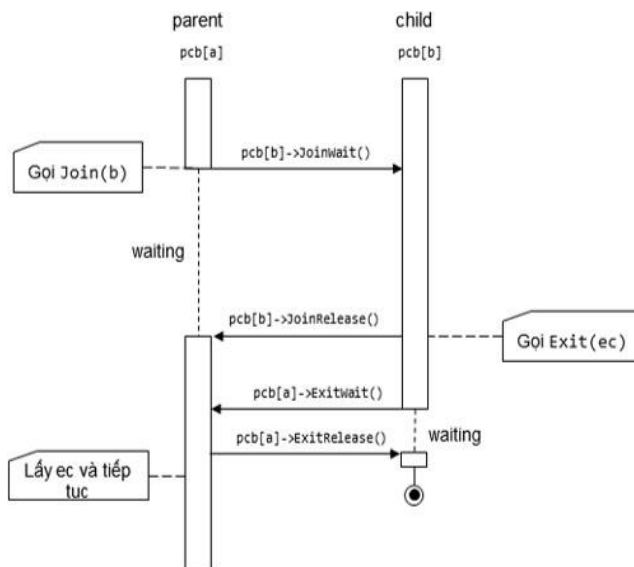 parent
child
pcb[a]
pcb[b]
pcb[b]->JoinWait()
Gọi Join(b)
waiting
pcb[b]->JoinRelease()
Gọi Exit(ec)
pcb[a]->ExitWait()
waiting
pcb[a]->ExitRelease()
Lấy ec và tiếp
tục